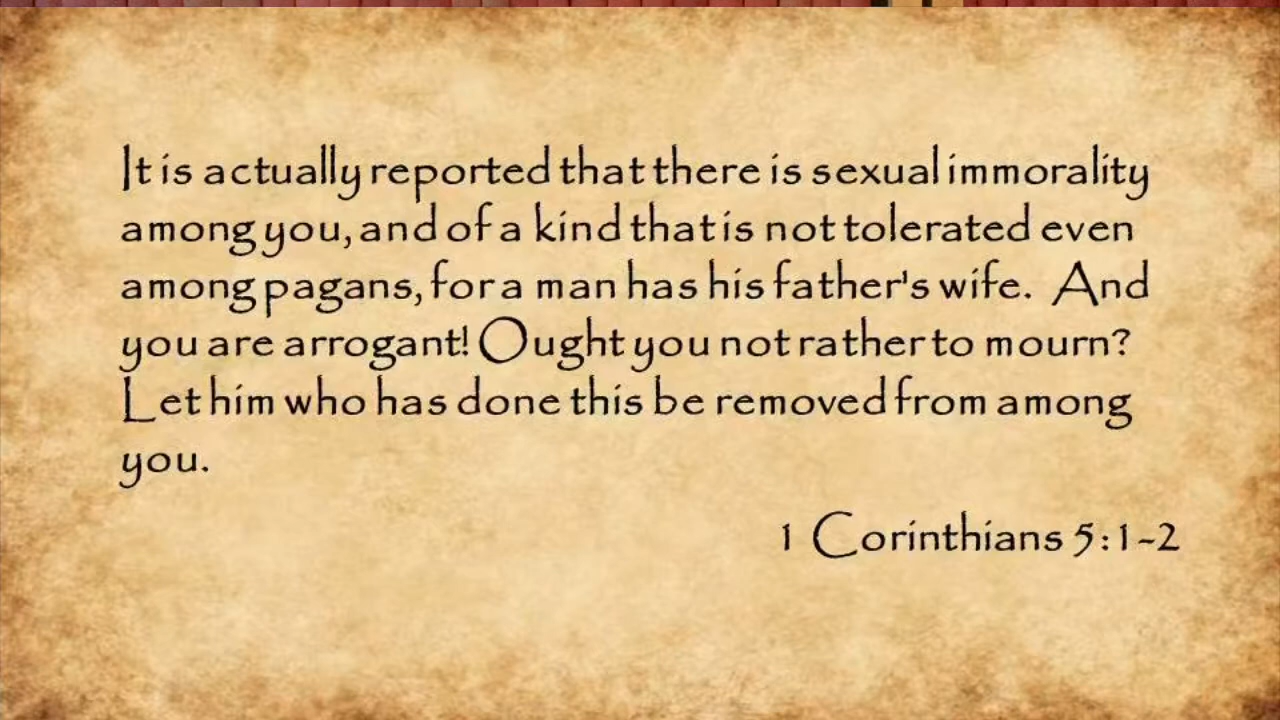 It is actually reported that there is sexual immorality
among you, and of a kind that is not tolerated even
among pagans, for a man has his father's wife. And
you are arrogant! Ought you not rather to mourn?
Let him who has done this be removed from among
you.
1 Corinthians 5:1-2